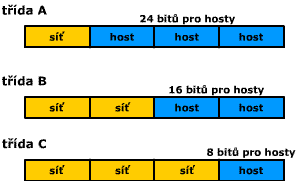 třída A
24 bitů pro hosty
síť host host host
třída B
16 bitů pro hosty
síť síť host host
třída C
8 bitů pro hosty
síť síť síť host